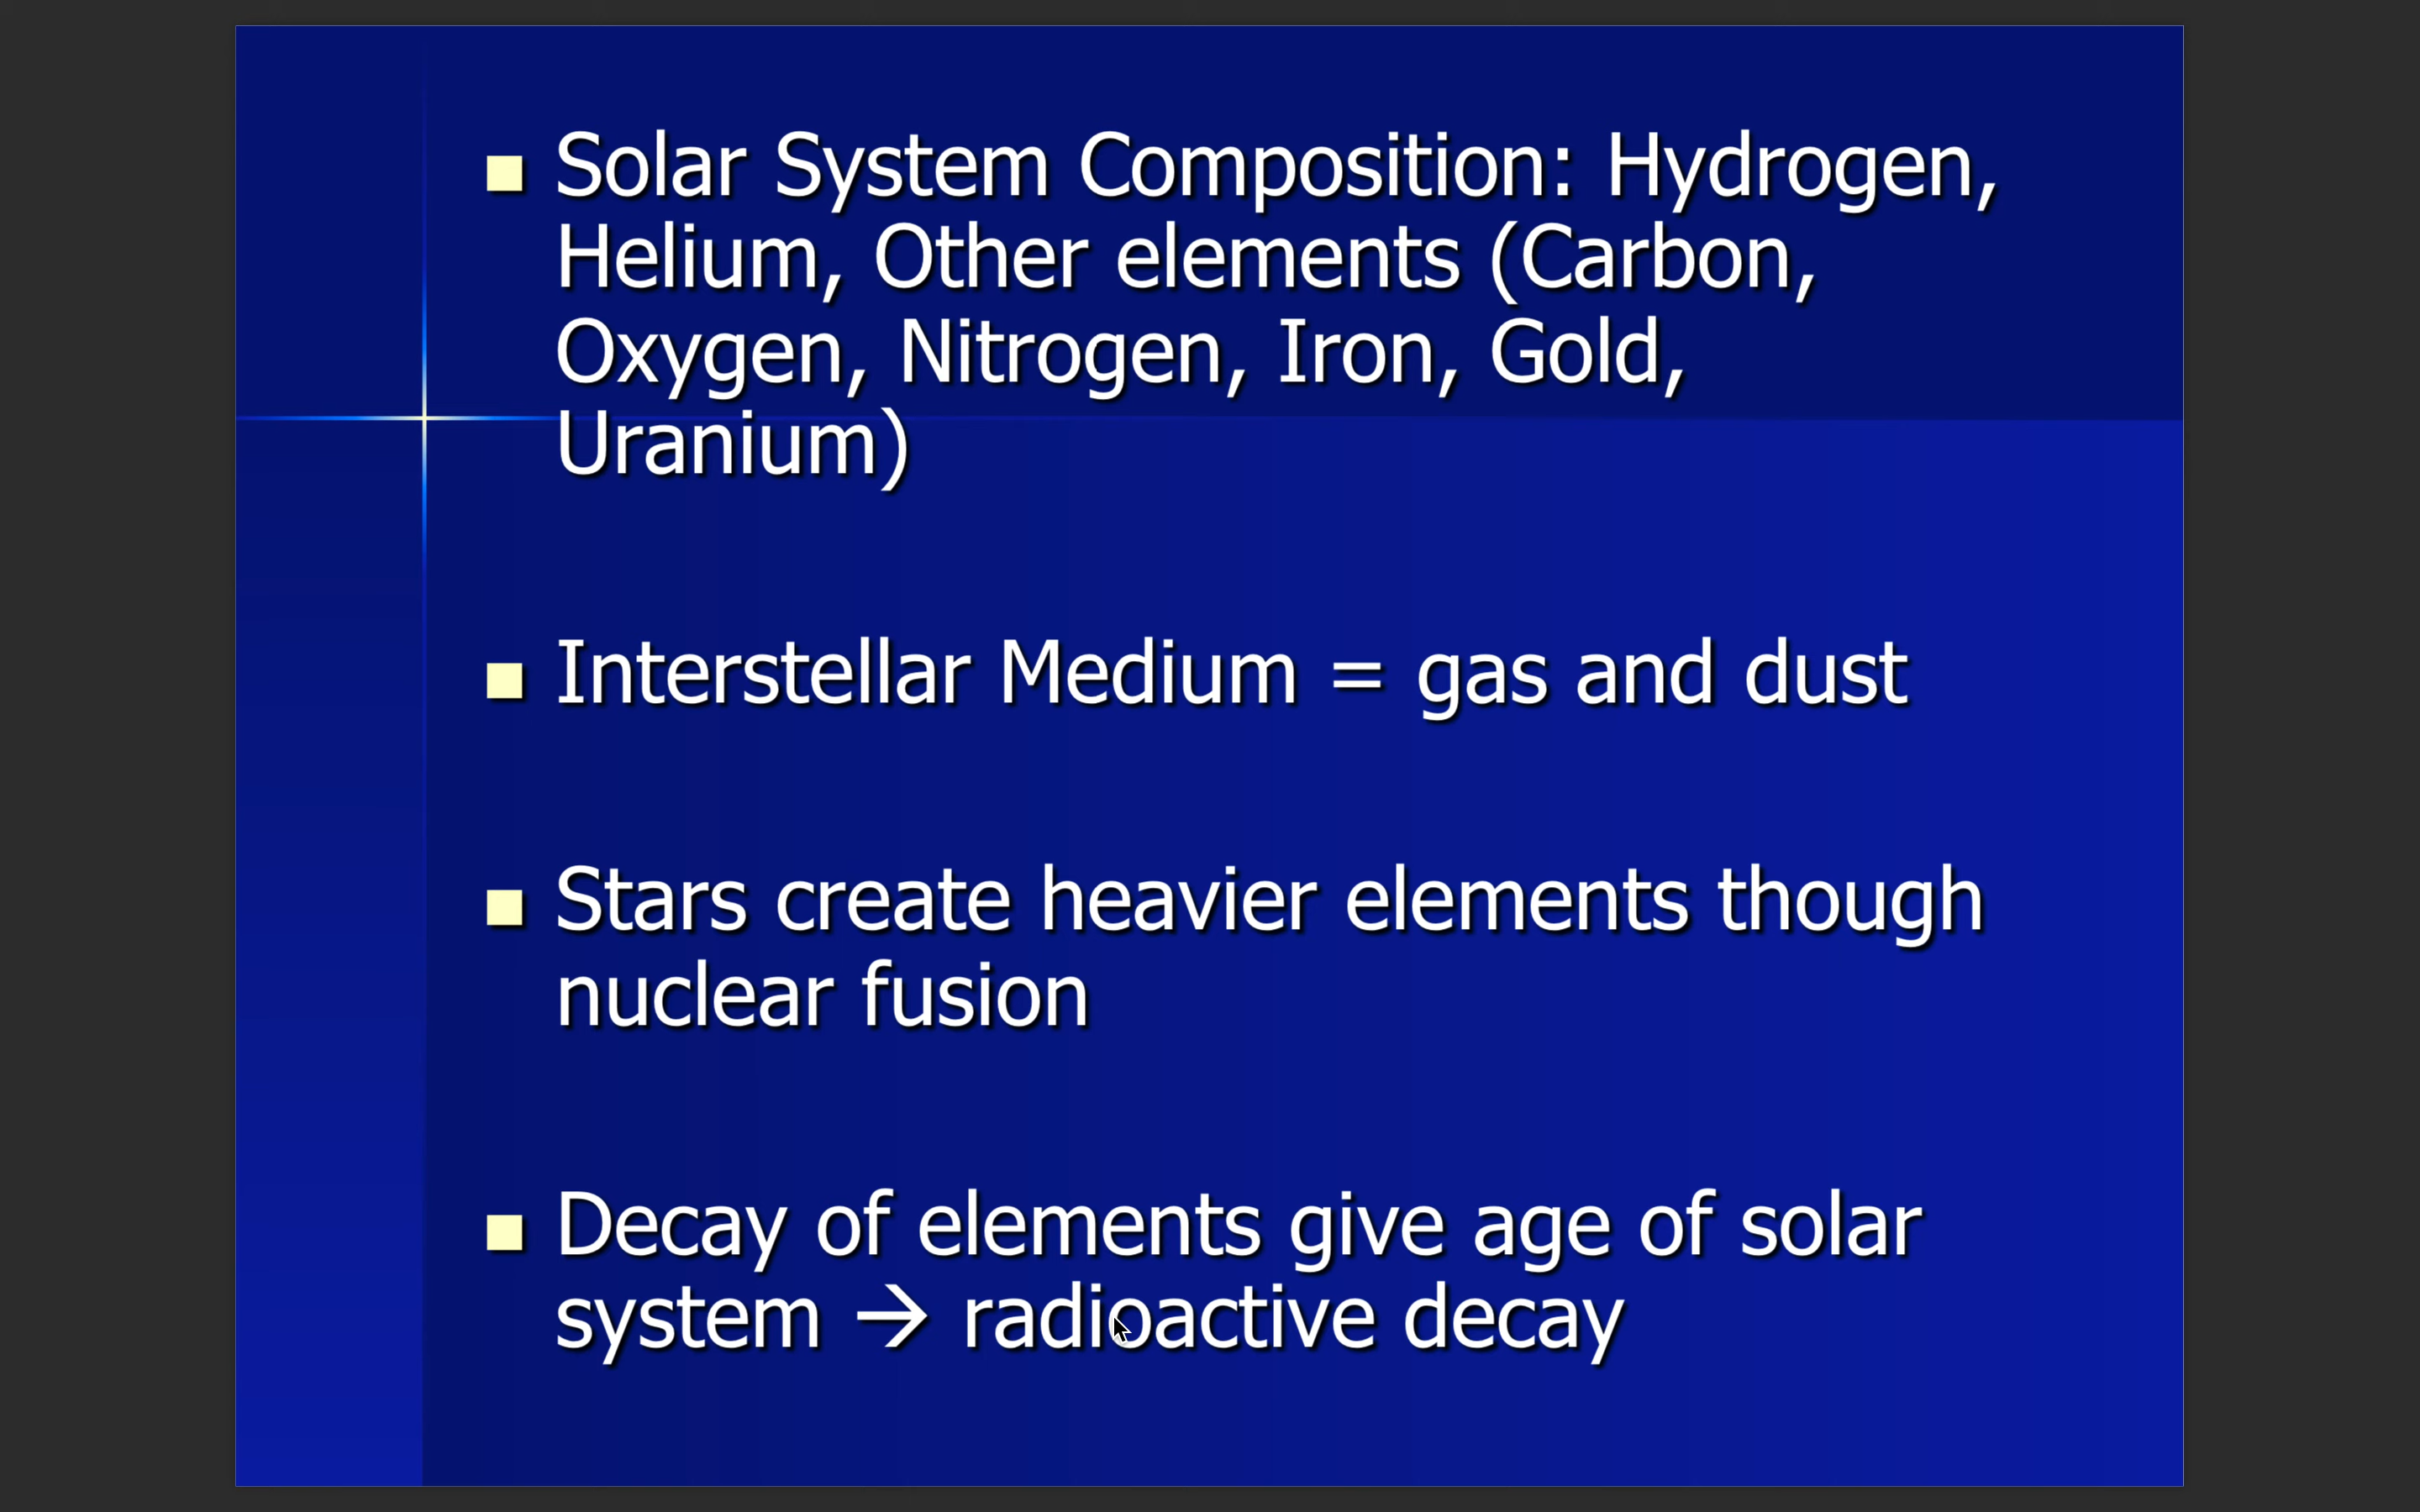 Solar System Composition: Hydrogen,
Helium, Other elements (Carbon,
Oxygen, Nitrogen, Iron, Gold,
Uranium)
Interstellar Medium = gas and dust
Stars create heavier elements though
nuclear fusion
Decay of elements give age of solar
system → radioactive decay